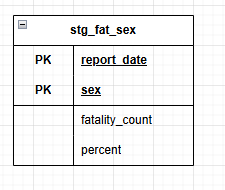 stg_fat_sex
PK report_date
PK sex
fatality_count
percent